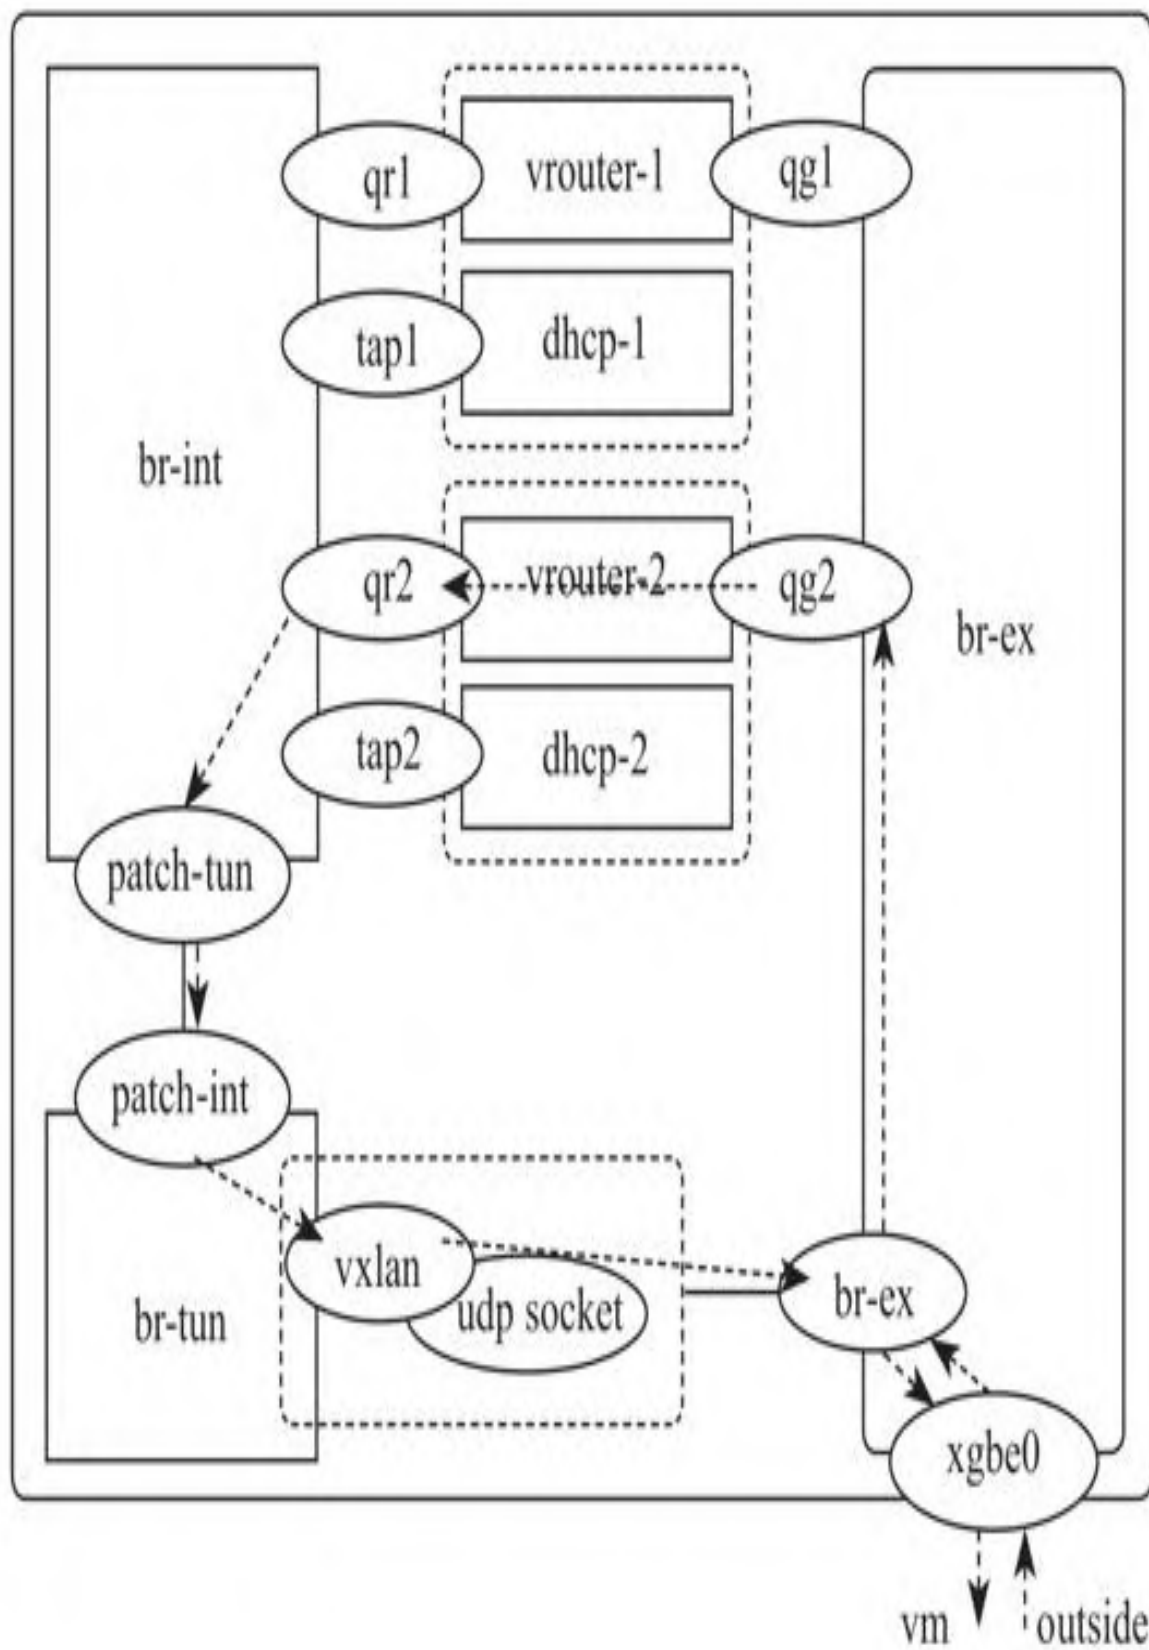 qr1
vrouter-1
qg1
tap1
dhcp-1
br-int
qr2
vrouter-2
qg2
br-ex
tap2
dhcp-2
patch-tun
patch-int
vxlan
udp socket
br-ex
br-tun
xgbe0
vm
outside